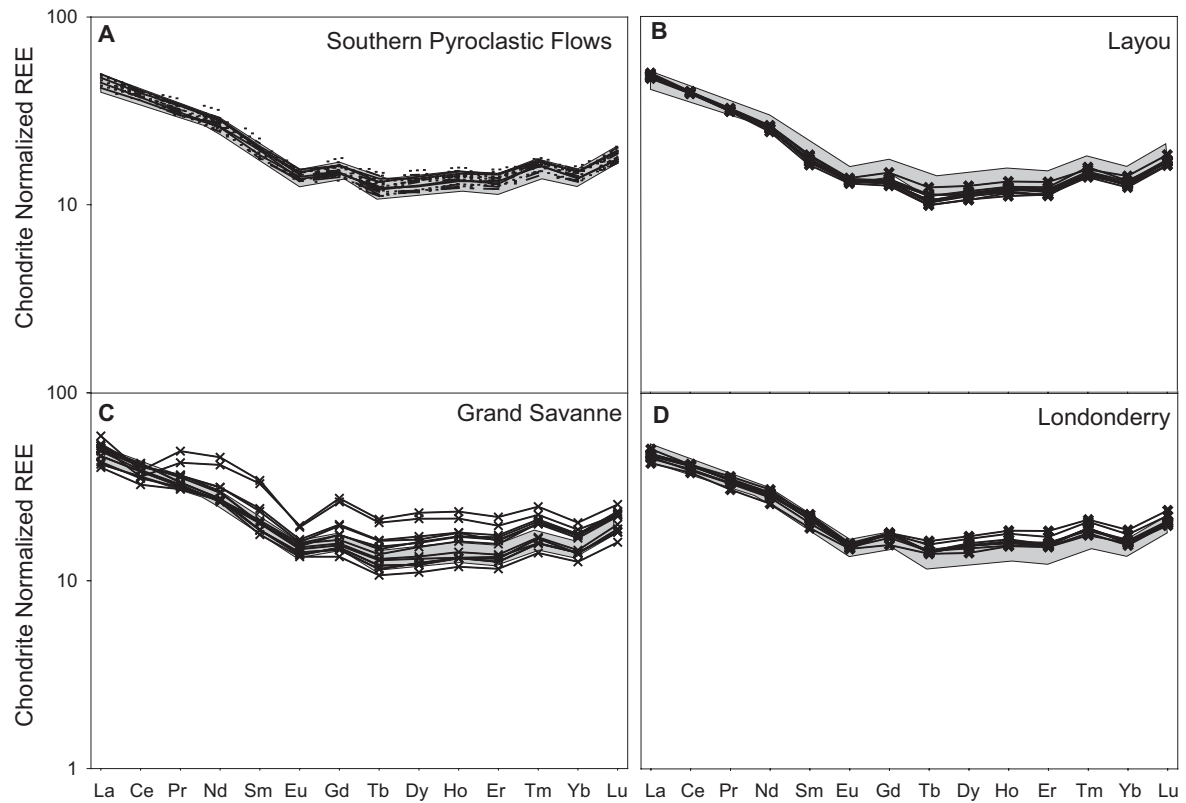 100
A
Southern Pyroclastic Flows
B
Layou
Chondrite Normalized REE
10
100
C
Grand Savanne
D
Londonderry
Chondrite Normalized REE
10
1
La Ce Pr Nd Sm Eu Gd Tb Dy Ho Er Tm Yb Lu
La Ce Pr Nd Sm Eu Gd Tb Dy Ho Er Tm Yb Lu